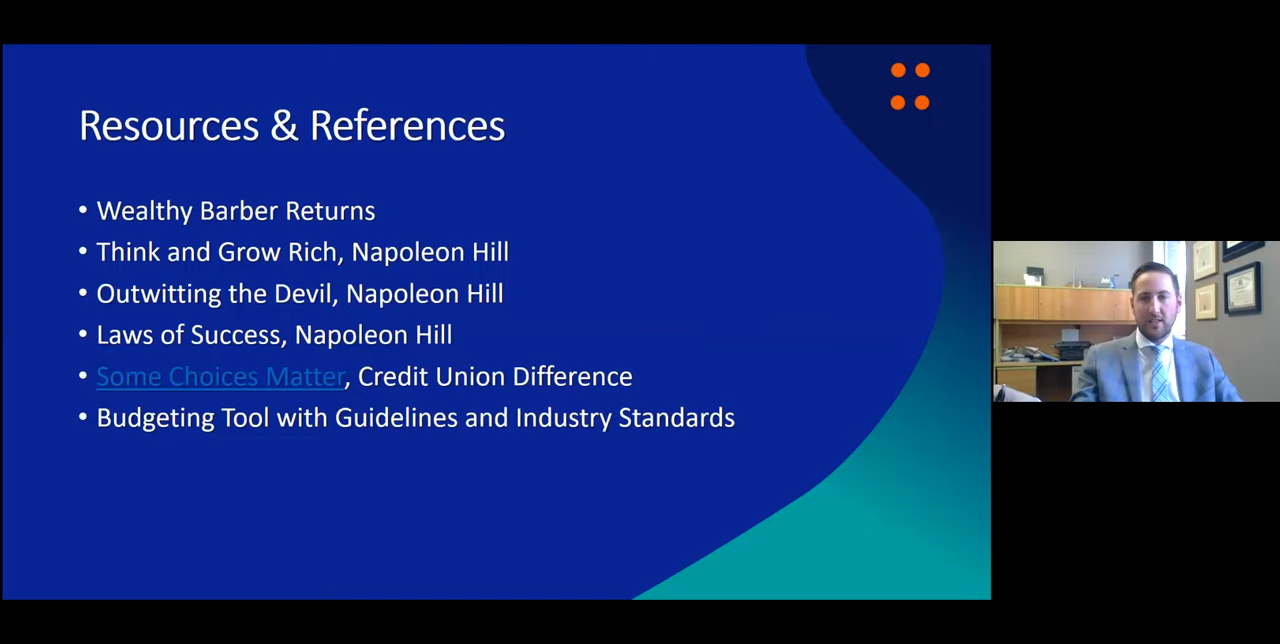 Resources & References
• Wealthy Barber Returns
• Think and Grow Rich, Napoleon Hill
• Outwitting the Devil, Napoleon Hill
• Laws of Success, Napoleon Hill
• Some Choices Matter, Credit Union Difference
• Budgeting Tool with Guidelines and Industry Standards